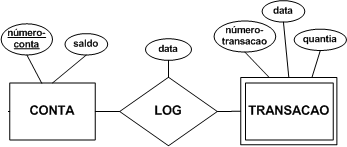 número-
conta
saldo
data
número-
transacao
data
quantia
CONTA
LOG
TRANSACAO